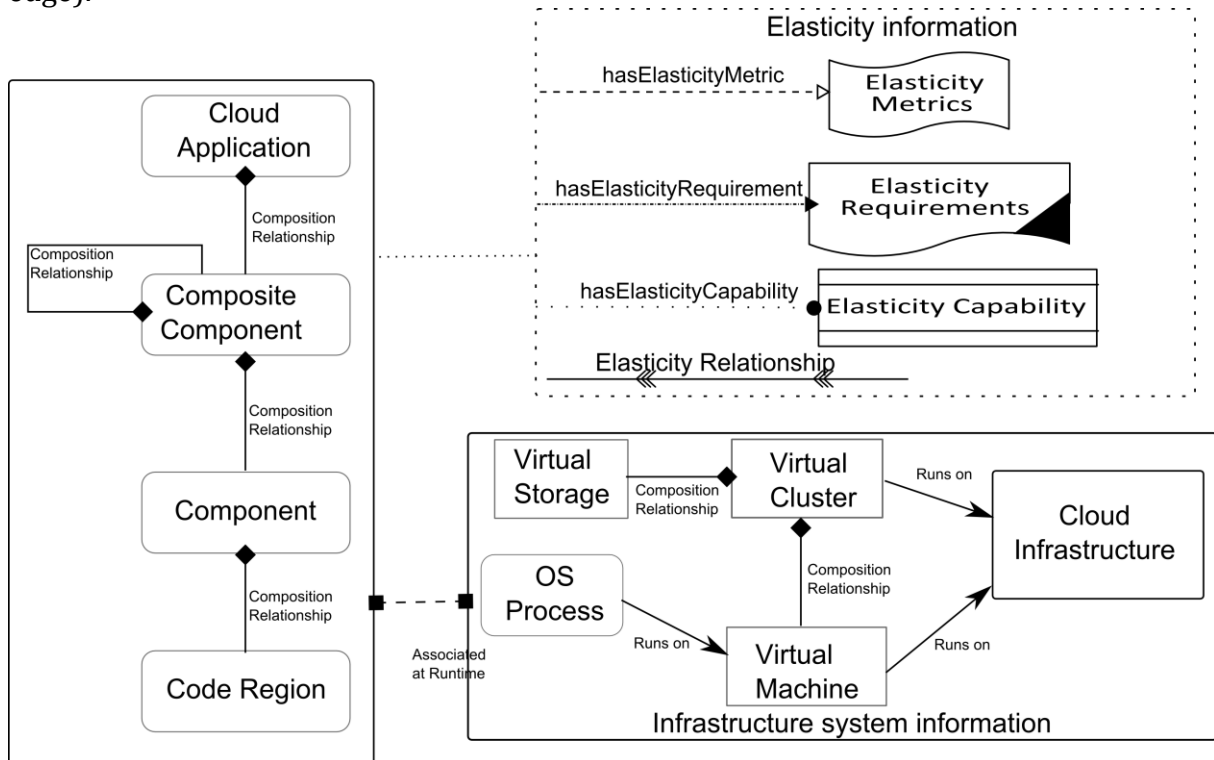 Cloud
Application
Composition
Relationship
Composition
Relationship
Composite
Component
Composition
Relationship
Component
Composition
Relationship
Code Region
Elasticity information
hasElasticityMetric
Elasticity
Metrics
hasElasticityRequirement
Elasticity
Requirements
hasElasticityCapability
Elasticity Capability
Elasticity Relationship
Associated
at Runtime
Virtual
Storage
Composition
Relationship
Virtual
Cluster
Runs on
Cloud
Infrastructure
OS
Process
Composition
Relationship
Runs on
Virtual
Machine
Runs on
Infrastructure system information